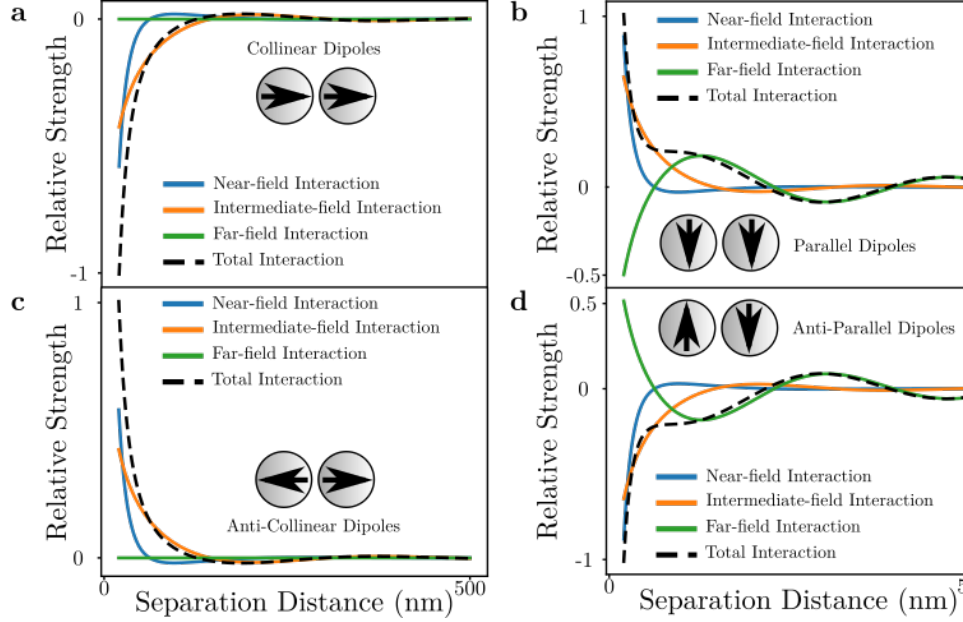 a
0
Relative Strength
-1
Collinear Dipoles
Near-field Interaction
Intermediate-field Interaction
Far-field Interaction
Total Interaction
b
1
0
-0.5
Relative Strength
Near-field Interaction
Intermediate-field Interaction
Far-field Interaction
Total Interaction
Parallel Dipoles
c
1
0
Relative Strength
Near-field Interaction
Intermediate-field Interaction
Far-field Interaction
Total Interaction
Anti-Collinear Dipoles
0
500
Separation Distance (nm)
d
0.5
0
-1
Relative Strength
Anti-Parallel Dipoles
Near-field Interaction
Intermediate-field Interaction
Far-field Interaction
Total Interaction
0
5
Separation Distance (nm)